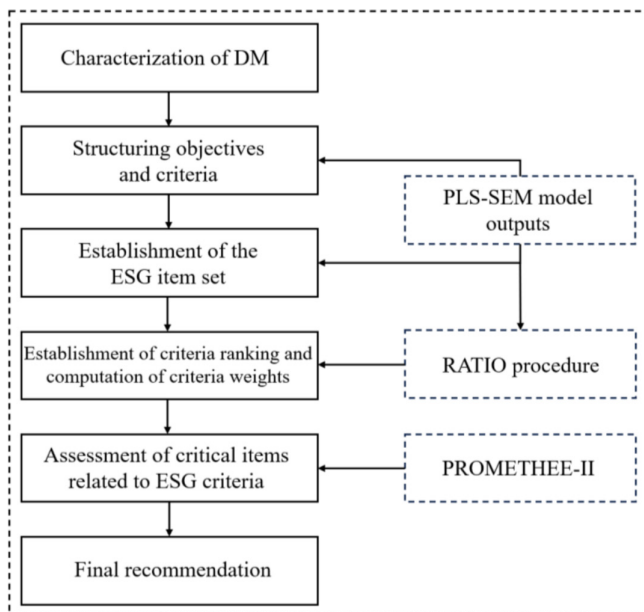 Characterization of DM
Structuring objectives
and criteria
PLS-SEM model
outputs
Establishment of the
ESG item set
Establishment of criteria ranking and
computation of criteria weights
RATIO procedure
Assessment of critical items
related to ESG criteria
PROMETHEE-II
Final recommendation